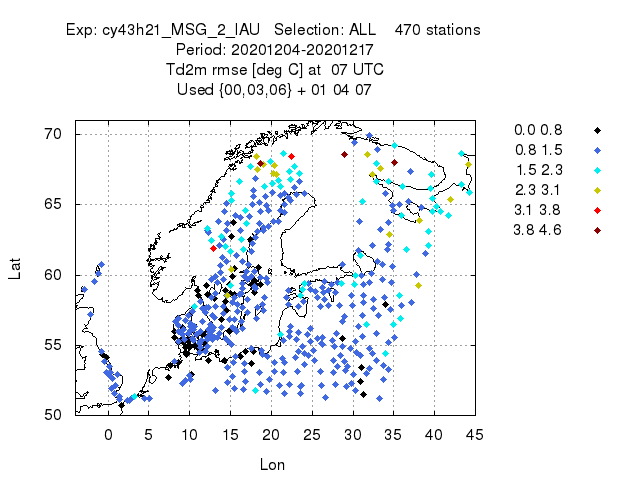 Exp: cy43h21_MSG_2_IAU   Selection: ALL    470 stations
Period: 20201204-20201217
Td2m rmse [deg C] at  07 UTC
Used {00,03,06} + 01 04 07
70
65
60
55
50
Lat
0 5 10 15 20 25 30 35 40 45
Lon
0.0 0.8
0.8 1.5
1.5 2.3
2.3 3.1
3.1 3.8
3.8 4.6